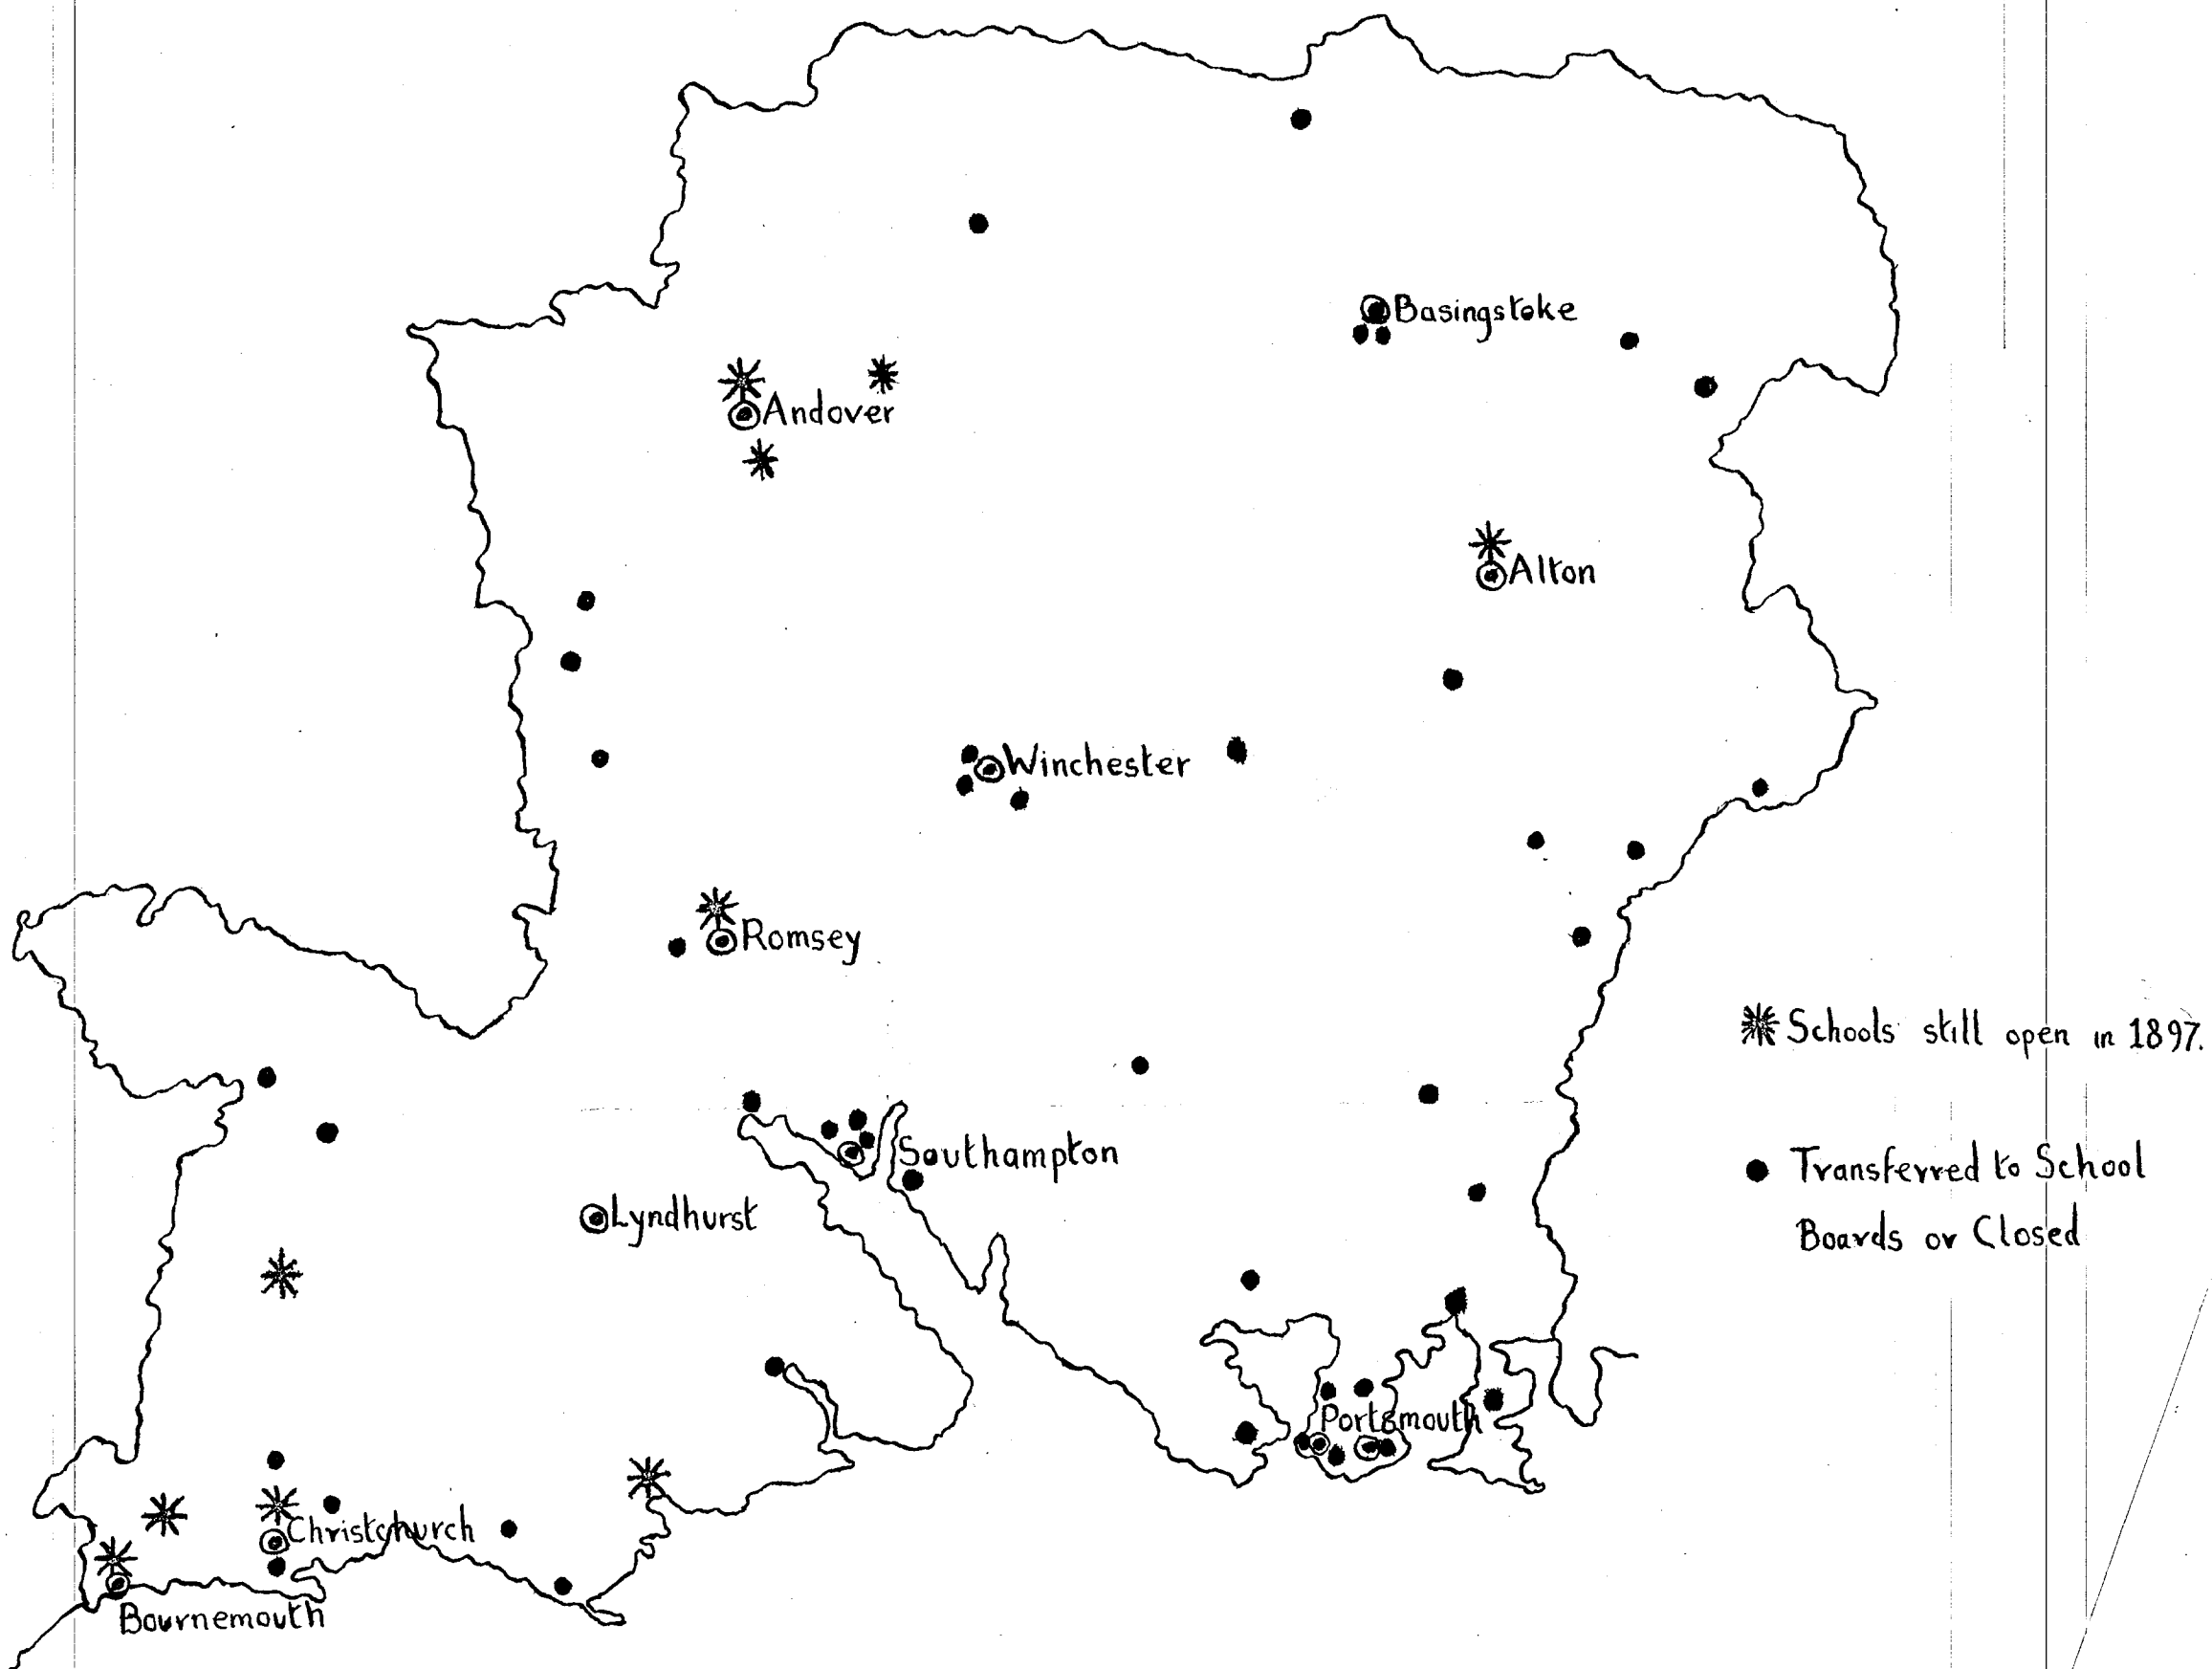 Basingstoke
Andover
Alton
Winchester
Romsey
Schools still open in 1897.
Southampton
Transferred to School
Boards or Closed
Lyndhurst
Portsmouth
Christchurch
Bournemouth